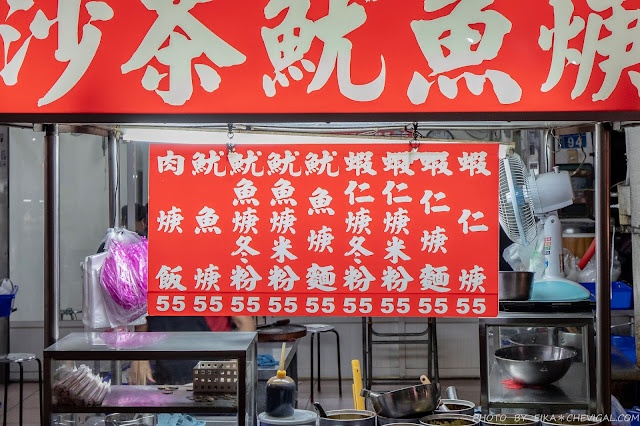 沙茶魷魚焿
肉焿飯 55
魷魚焿 55
魷魚焿冬粉 55
魷魚焿米粉 55
魷魚焿麵 55
蝦仁焿冬粉 55
蝦仁焿米粉 55
蝦仁焿麵 55
蝦仁焿 55
94
PHOTO BY ※ EIKA ※ CHEVIGAL.COM